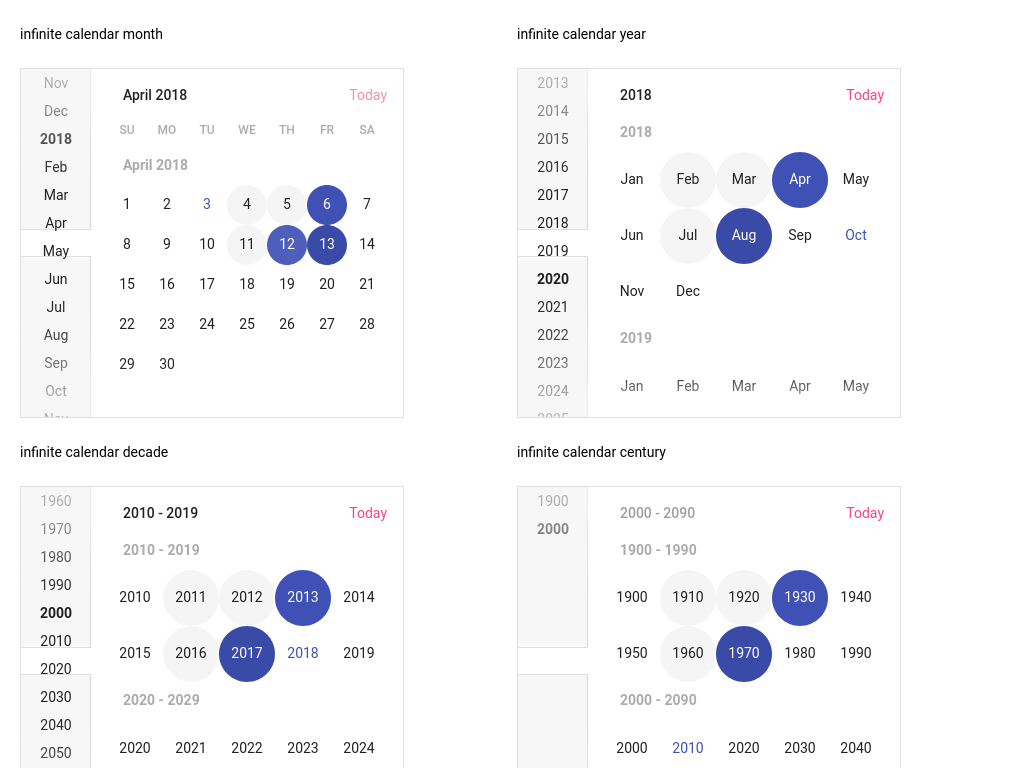 infinite calendar month
Nov
Dec
2018
Feb
Mar
Apr
May
Jun
Jul
Aug
Sep
Oct
Nov
April 2018 Today
SU MO TU WE TH FR SA
April 2018
1 2 3 4 5 6 7
8 9 10 11 12 13 14
15 16 17 18 19 20 21
22 23 24 25 26 27 28
29 30
infinite calendar year
2013
2014
2015
2016
2017
2018
2019
2020
2021
2022
2023
2024
2025
2018 Today
2018
Jan Feb Mar Apr May
Jun Jul Aug Sep Oct
Nov Dec
2019
Jan Feb Mar Apr May
infinite calendar decade
1960
1970
1980
1990
2000
2010
2020
2030
2040
2050
2010 - 2019 Today
2010 - 2019
2010 2011 2012 2013 2014
2015 2016 2017 2018 2019
2020 - 2029
2020 2021 2022 2023 2024
infinite calendar century
1900
2000
2000 - 2090 Today
1900 - 1990
1900 1910 1920 1930 1940
1950 1960 1970 1980 1990
2000 - 2090
2000 2010 2020 2030 2040